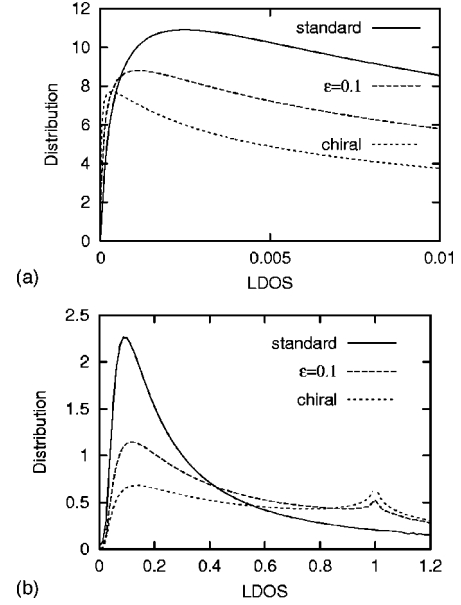 12
10
8
6
4
2
0
Distribution
standard
ε=0.1
chiral
0
0.005
0.01
LDOS
(a)
2.5
2
1.5
1
0.5
0
Distribution
standard
ε=0.1
chiral
0
0.2
0.4
0.6
0.8
1
1.2
LDOS
(b)